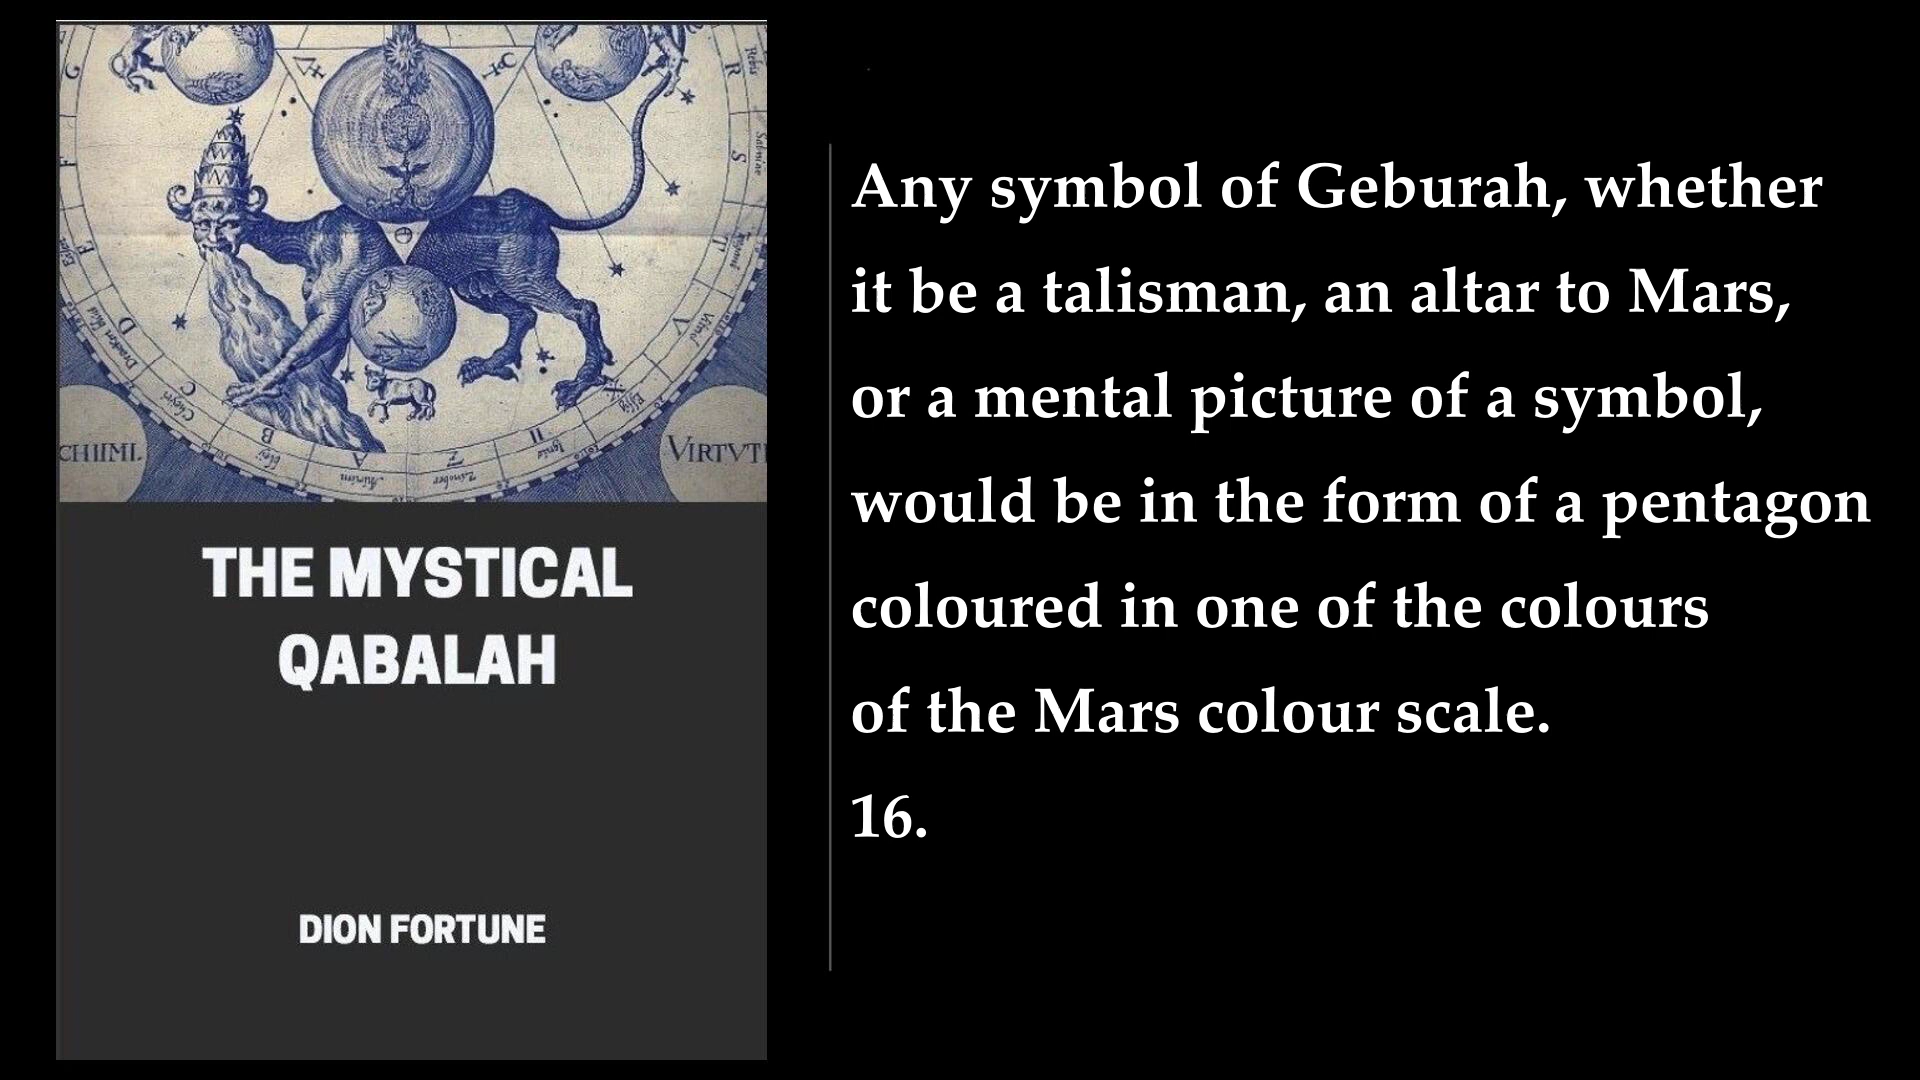 THE MYSTICAL
QABALAH
DION FORTUNE
CHIIMI.
VIRTVTI
Any symbol of Geburah, whether
it be a talisman, an altar to Mars,
or a mental picture of a symbol,
would be in the form of a pentagon
coloured in one of the colours
of the Mars colour scale.
16.